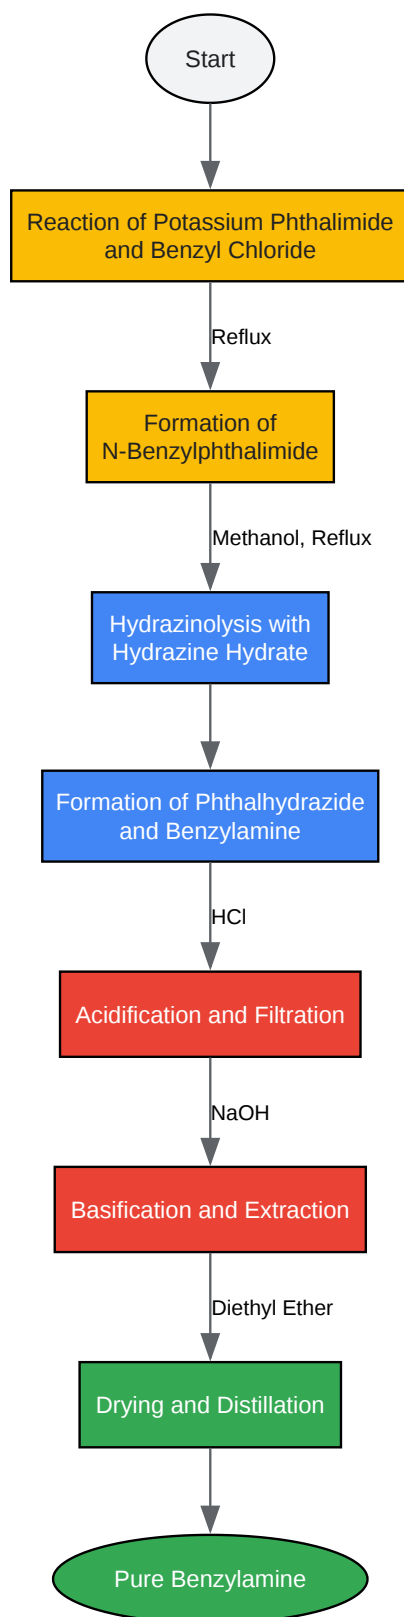 Start
Reaction of Potassium Phthalimide
and Benzyl Chloride
Reflux
Formation of
N-Benzylphthalimide
Methanol, Reflux
Hydrazinolysis with
Hydrazine Hydrate
Formation of Phthalhydrazide
and Benzylamine
HCl
Acidification and Filtration
NaOH
Basification and Extraction
Diethyl Ether
Drying and Distillation
Pure Benzylamine